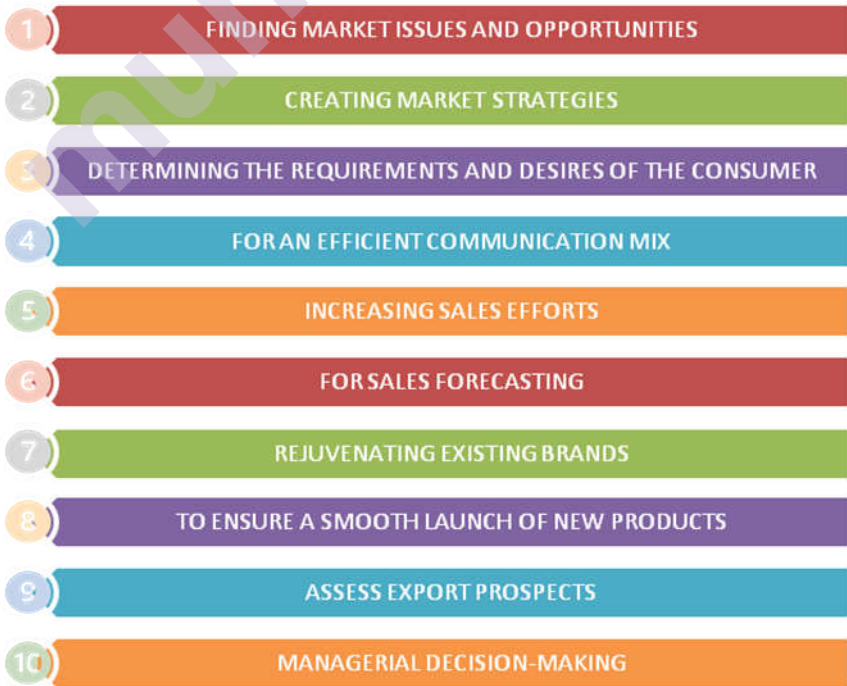 1 FINDING MARKET ISSUES AND OPPORTUNITIES
2 CREATING MARKET STRATEGIES
3 DETERMINING THE REQUIREMENTS AND DESIRES OF THE CONSUMER
4 FOR AN EFFICIENT COMMUNICATION MIX
5 INCREASING SALES EFFORTS
6 FOR SALES FORECASTING
7 REJUVENATING EXISTING BRANDS
8 TO ENSURE A SMOOTH LAUNCH OF NEW PRODUCTS
9 ASSESS EXPORT PROSPECTS
10 MANAGERIAL DECISION-MAKING